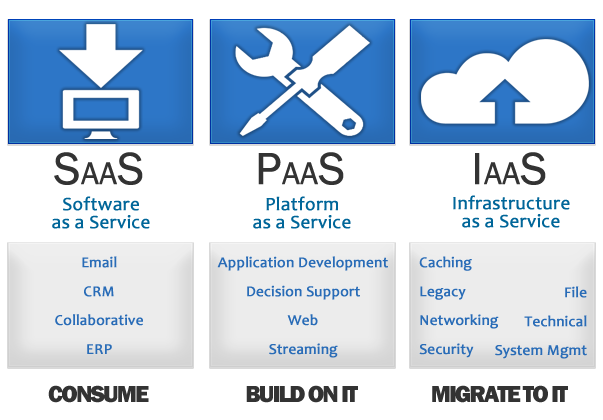 SAAS
Software
as a Service
Email
CRM
Collaborative
ERP
CONSUME
PAAS
Platform
as a Service
Application Development
Decision Support
Web
Streaming
BUILD ON IT
IAAS
Infrastructure
as a Service
Caching
Legacy File
Networking Technical
Security System Mgmt
MIGRATE TO IT